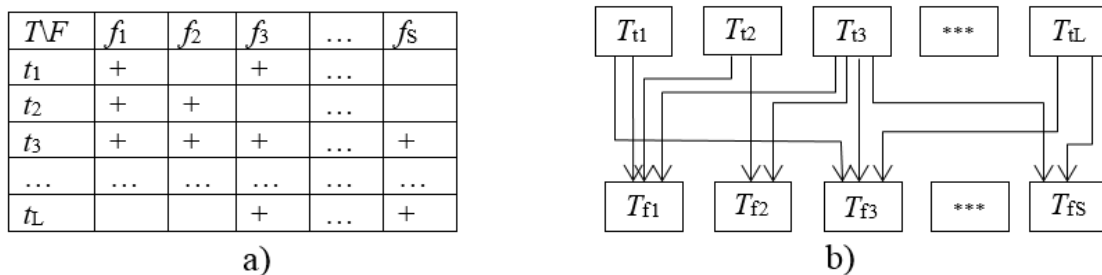 T\F f1 f2 f3 … fS
t1 + + …
t2 + + …
t3 + + + … +
… … … … … …
tL + … +
a)
Tt1 Tt2 Tt3 *** TtL
Tf1 Tf2 Tf3 *** TfS
b)